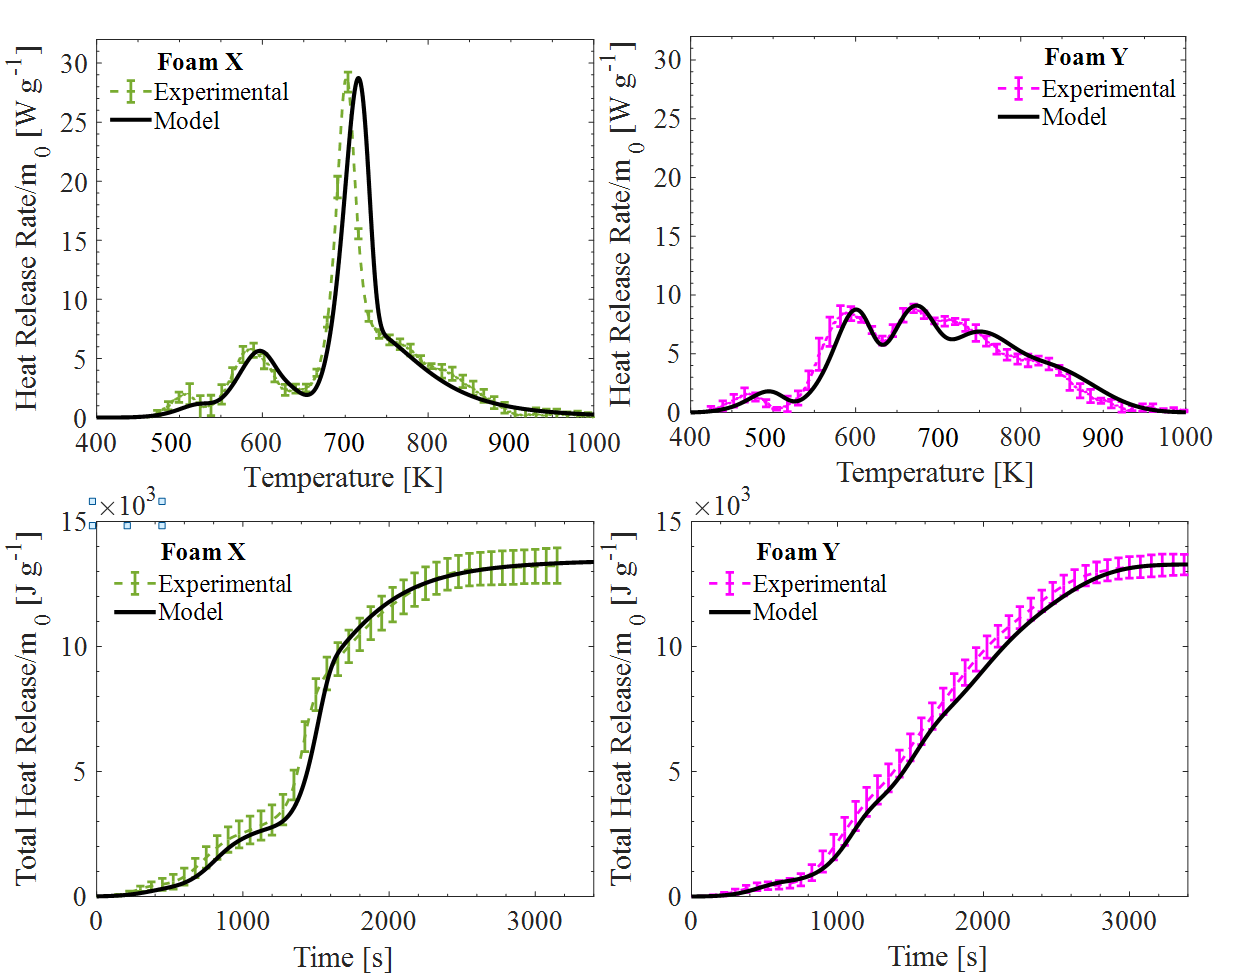 Foam X
Experimental
Model
Heat Release Rate/m0 [W g-1]
30
25
20
15
10
5
0
400 500 600 700 800 900 1000
Temperature [K]
Foam Y
Experimental
Model
Heat Release Rate/m0 [W g-1]
30
25
20
15
10
5
0
400 500 600 700 800 900 1000
Temperature [K]
×10³
Foam X
Experimental
Model
Total Heat Release/m0 [J g-1]
15
10
5
0
0 1000 2000 3000
Time [s]
×10³
Foam Y
Experimental
Model
Total Heat Release/m0 [J g-1]
15
10
5
0
0 1000 2000 3000
Time [s]